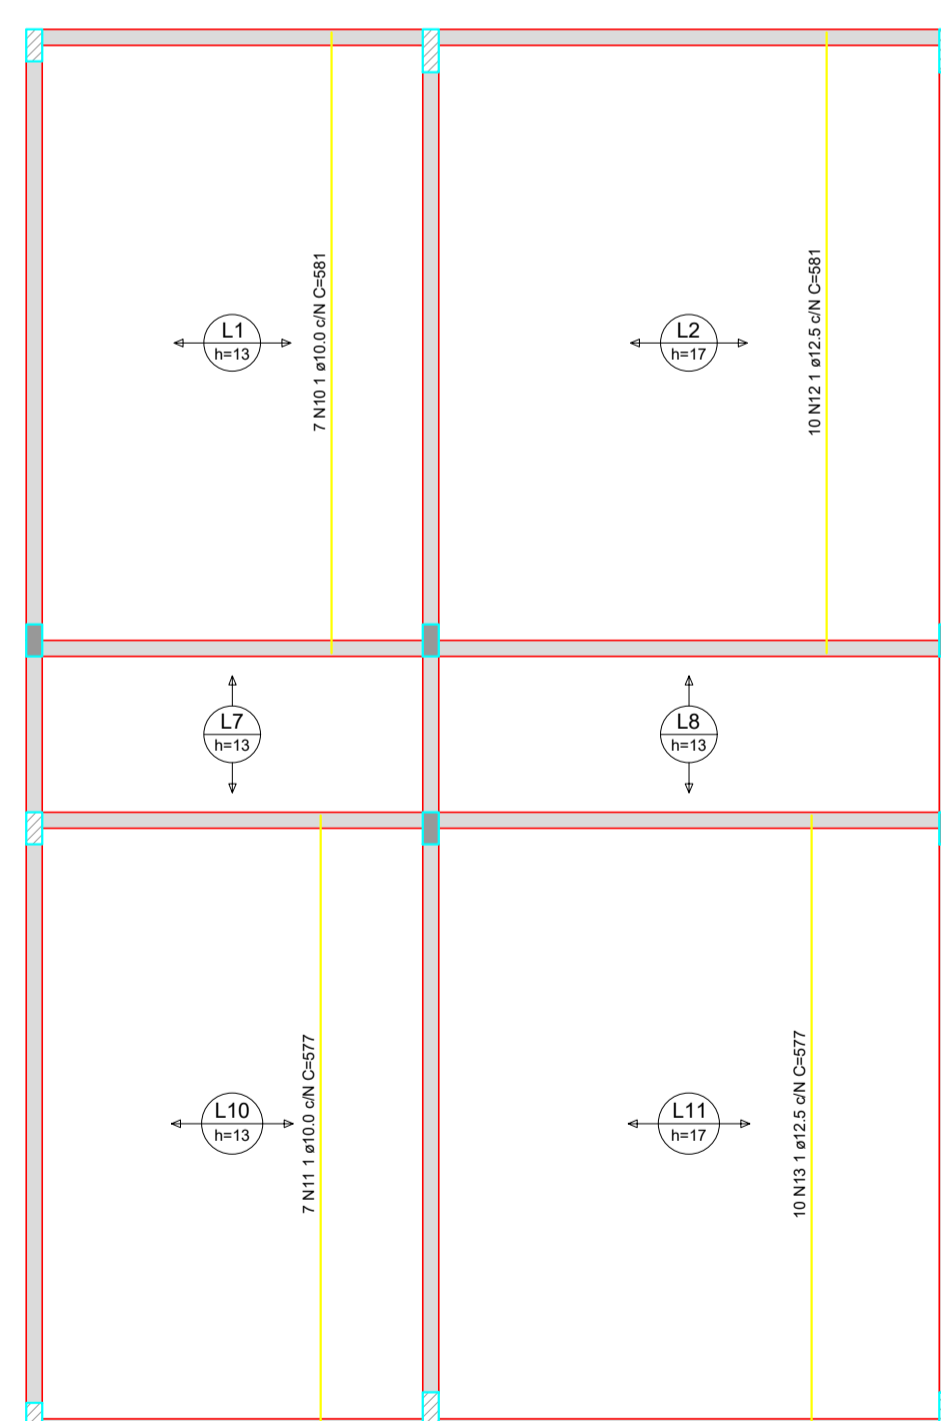 L1
h=13
7 N10 1 ø10.0 c/N C=581
L2
h=17
10 N12 1 ø12.5 c/N C=581
L7
h=13
L8
h=13
L10
h=13
7 N11 1 ø10.0 c/N C=577
L11
h=17
10 N13 1 ø12.5 c/N C=577